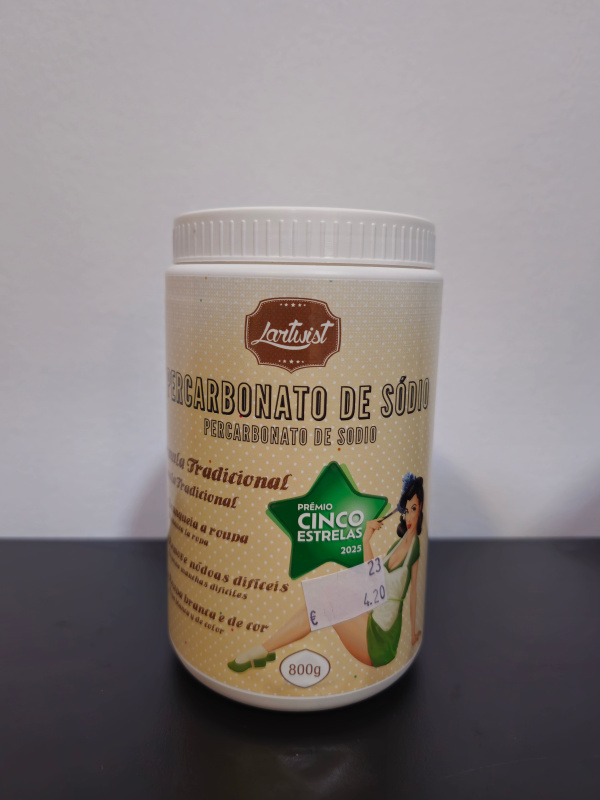 Lartwist
PERCARBONATO DE SÓDIO
PERCARBONATO DE SODIO
Tradicional
Tradicional
a roupa
la ropa
nódoas difíceis
manchas difíciles
branca e de cor
y de color
PRÉMIO
CINCO
ESTRELAS
2025
23
€ 4.20
800g